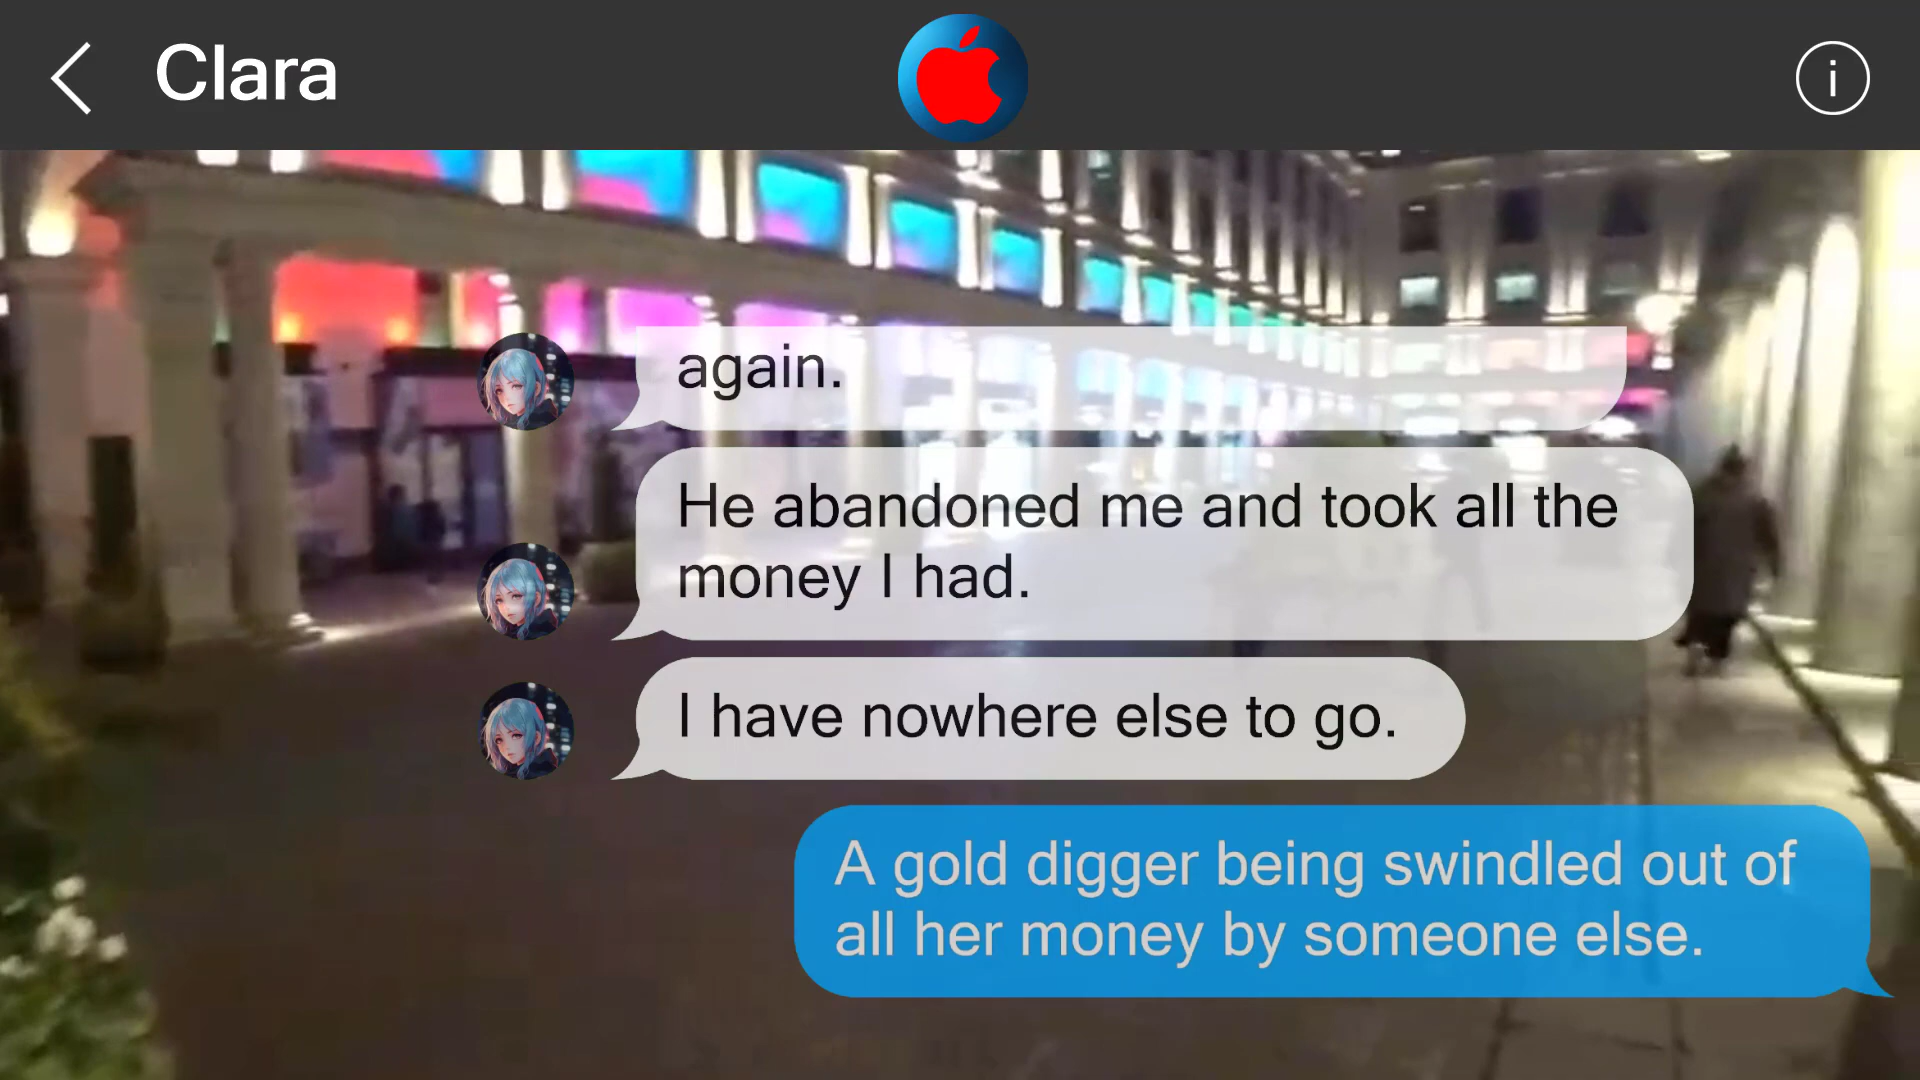 Clara
i
again.
He abandoned me and took all the
money I had.
I have nowhere else to go.
A gold digger being swindled out of
all her money by someone else.